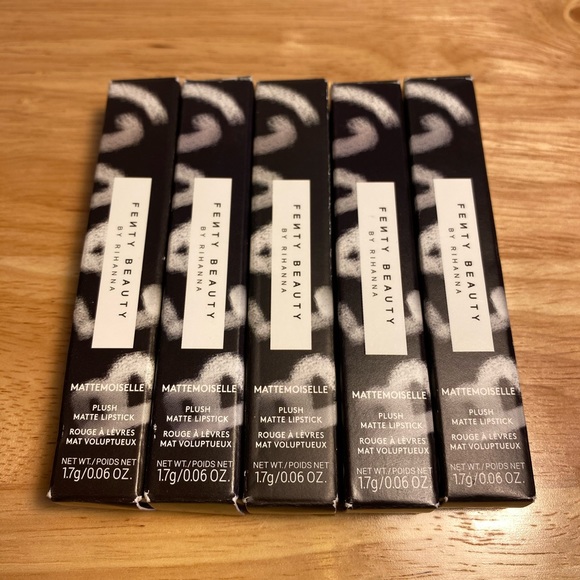 FEИTY BEAUTY
BY RIHANNA
MATTEMOISELLE
PLUSH
MATTE LIPSTICK
ROUGE À LÈVRES
MAT VOLUPTUEUX
NET WT./POIDS NET
1.7g/0.06 OZ.
FEИTY BEAUTY
BY RIHANNA
MATTEMOISELLE
PLUSH
MATTE LIPSTICK
ROUGE À LÈVRES
MAT VOLUPTUEUX
NET WT./POIDS NET
1.7g/0.06 OZ.
FEИTY BEAUTY
BY RIHANNA
MATTEMOISELLE
PLUSH
MATTE LIPSTICK
ROUGE À LÈVRES
MAT VOLUPTUEUX
NET WT./POIDS NET
1.7g/0.06 OZ.
FEИTY BEAUTY
BY RIHANNA
MATTEMOISELLE
PLUSH
MATTE LIPSTICK
ROUGE À LÈVRES
MAT VOLUPTUEUX
NET WT./POIDS NET
1.7g/0.06 OZ.
FEИTY BEAUTY
BY RIHANNA
MATTEMOISELLE
PLUSH
MATTE LIPSTICK
ROUGE À LÈVRES
MAT VOLUPTUEUX
NET WT./POIDS NET
1.7g/0.06 OZ.